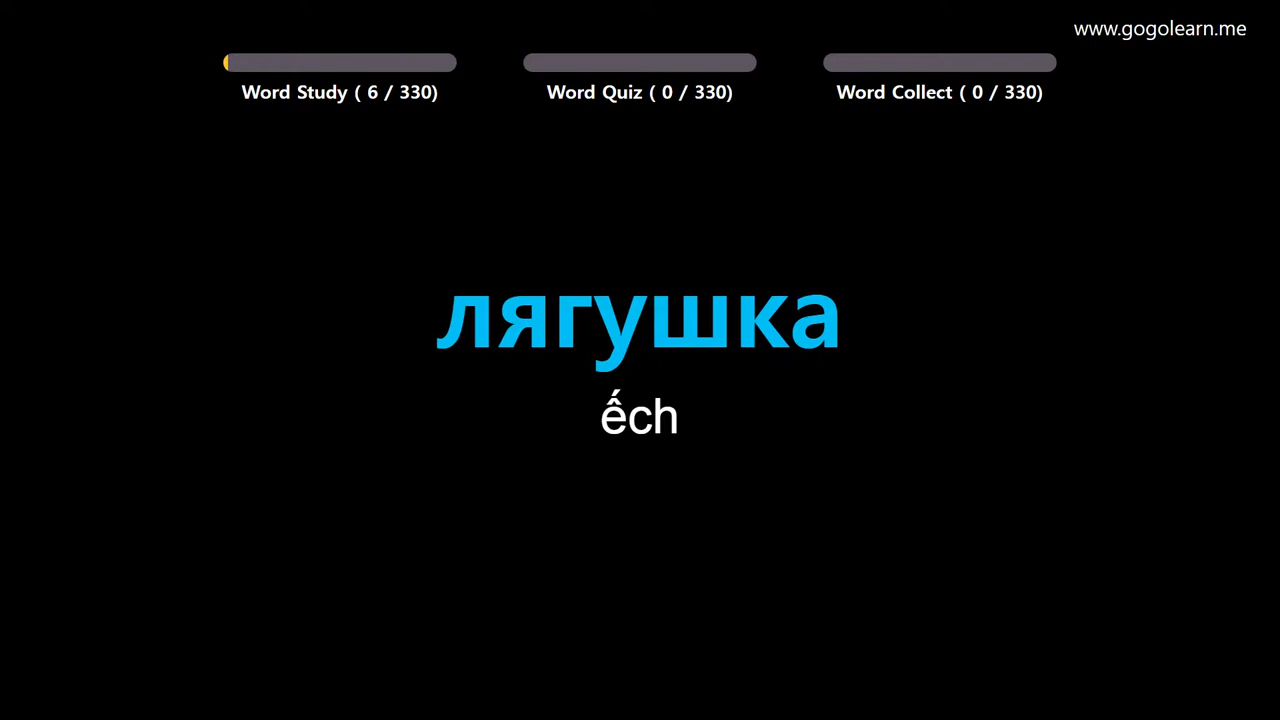 www.gogolearn.me
Word Study ( 6 / 330)
Word Quiz ( 0 / 330)
Word Collect ( 0 / 330)
лягушка
ếch